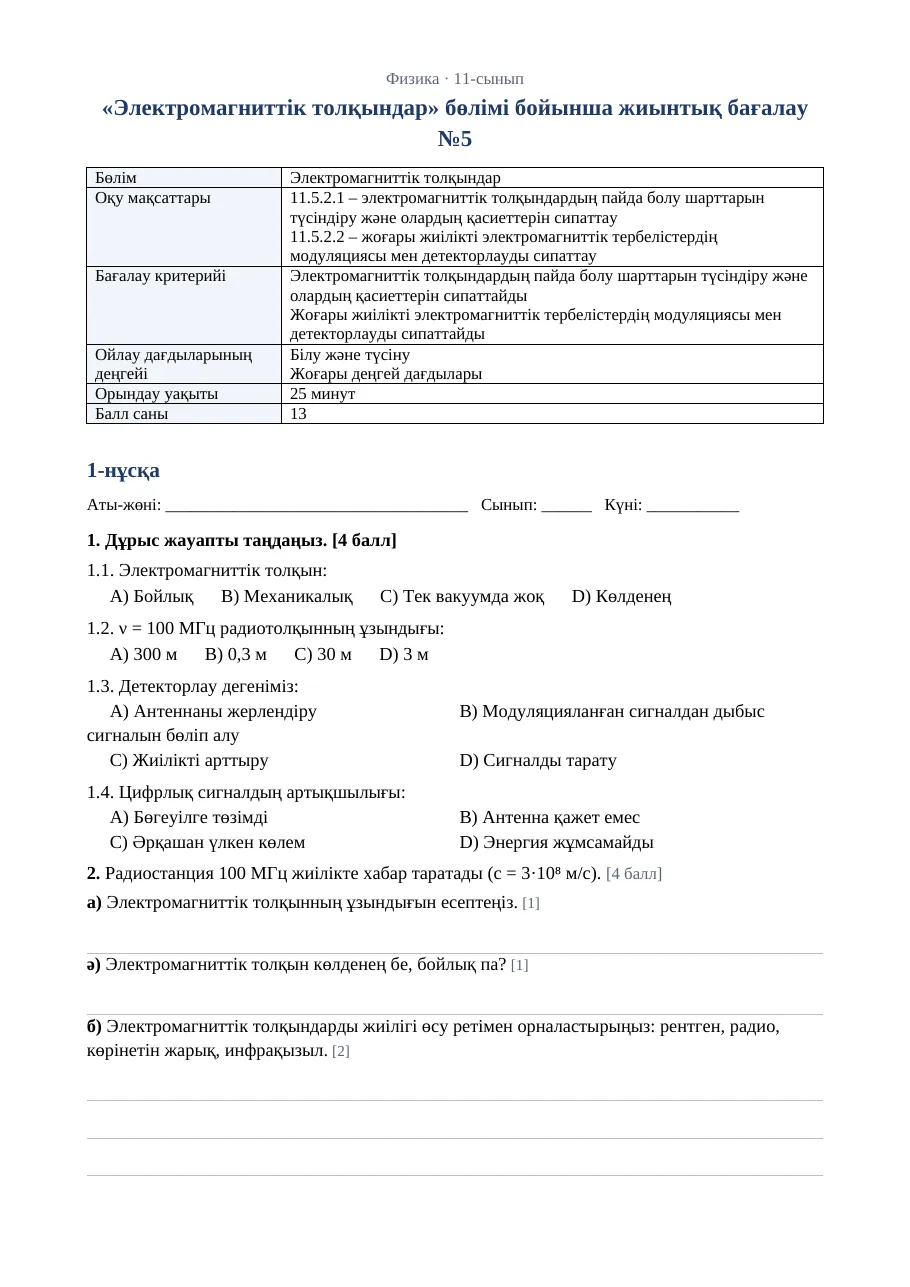 Физика · 11-сынып
«Электромагниттік толқындар» бөлімі бойынша жиынтық бағалау
№5
Бөлім Электромагниттік толқындар
Оқу мақсаттары 11.5.2.1 – электромагниттік толқындардың пайда болу шарттарын
түсіндіру және олардың қасиеттерін сипаттау
11.5.2.2 – жоғары жиілікті электромагниттік тербелістердің
модуляциясы мен детекторлауды сипаттау
Бағалау критерийі Электромагниттік толқындардың пайда болу шарттарын түсіндіру және
олардың қасиеттерін сипаттайды
Жоғары жиілікті электромагниттік тербелістердің модуляциясы мен
детекторлауды сипаттайды
Ойлау дағдыларының Білу және түсіну
деңгейі Жоғары деңгей дағдылары
Орындау уақыты 25 минут
Балл саны 13
1-нұсқа
Аты-жөні: ____________________________________ Сынып: ______ Күні: ___________
1. Дұрыс жауапты таңдаңыз. [4 балл]
1.1. Электромагниттік толқын:
A) Бойлық B) Механикалық C) Тек вакуумда жоқ D) Көлденең
1.2. ν = 100 МГц радиотолқынның ұзындығы:
A) 300 м B) 0,3 м C) 30 м D) 3 м
1.3. Детекторлау дегеніміз:
A) Антеннаны жерлендіру B) Модуляцияланған сигналдан дыбыс
сигналын бөліп алу
C) Жиілікті арттыру D) Сигналды тарату
1.4. Цифрлық сигналдың артықшылығы:
A) Бөгеуілге төзімді B) Антенна қажет емес
C) Әрқашан үлкен көлем D) Энергия жұмсамайды
2. Радиостанция 100 МГц жиілікте хабар таратады (c = 3·10⁸ м/с). [4 балл]
а) Электромагниттік толқынның ұзындығын есептеңіз. [1]
ә) Электромагниттік толқын көлденең бе, бойлық па? [1]
б) Электромагниттік толқындарды жиілігі өсу ретімен орналастырыңыз: рентген, радио,
көрінетін жарық, инфрақызыл. [2]